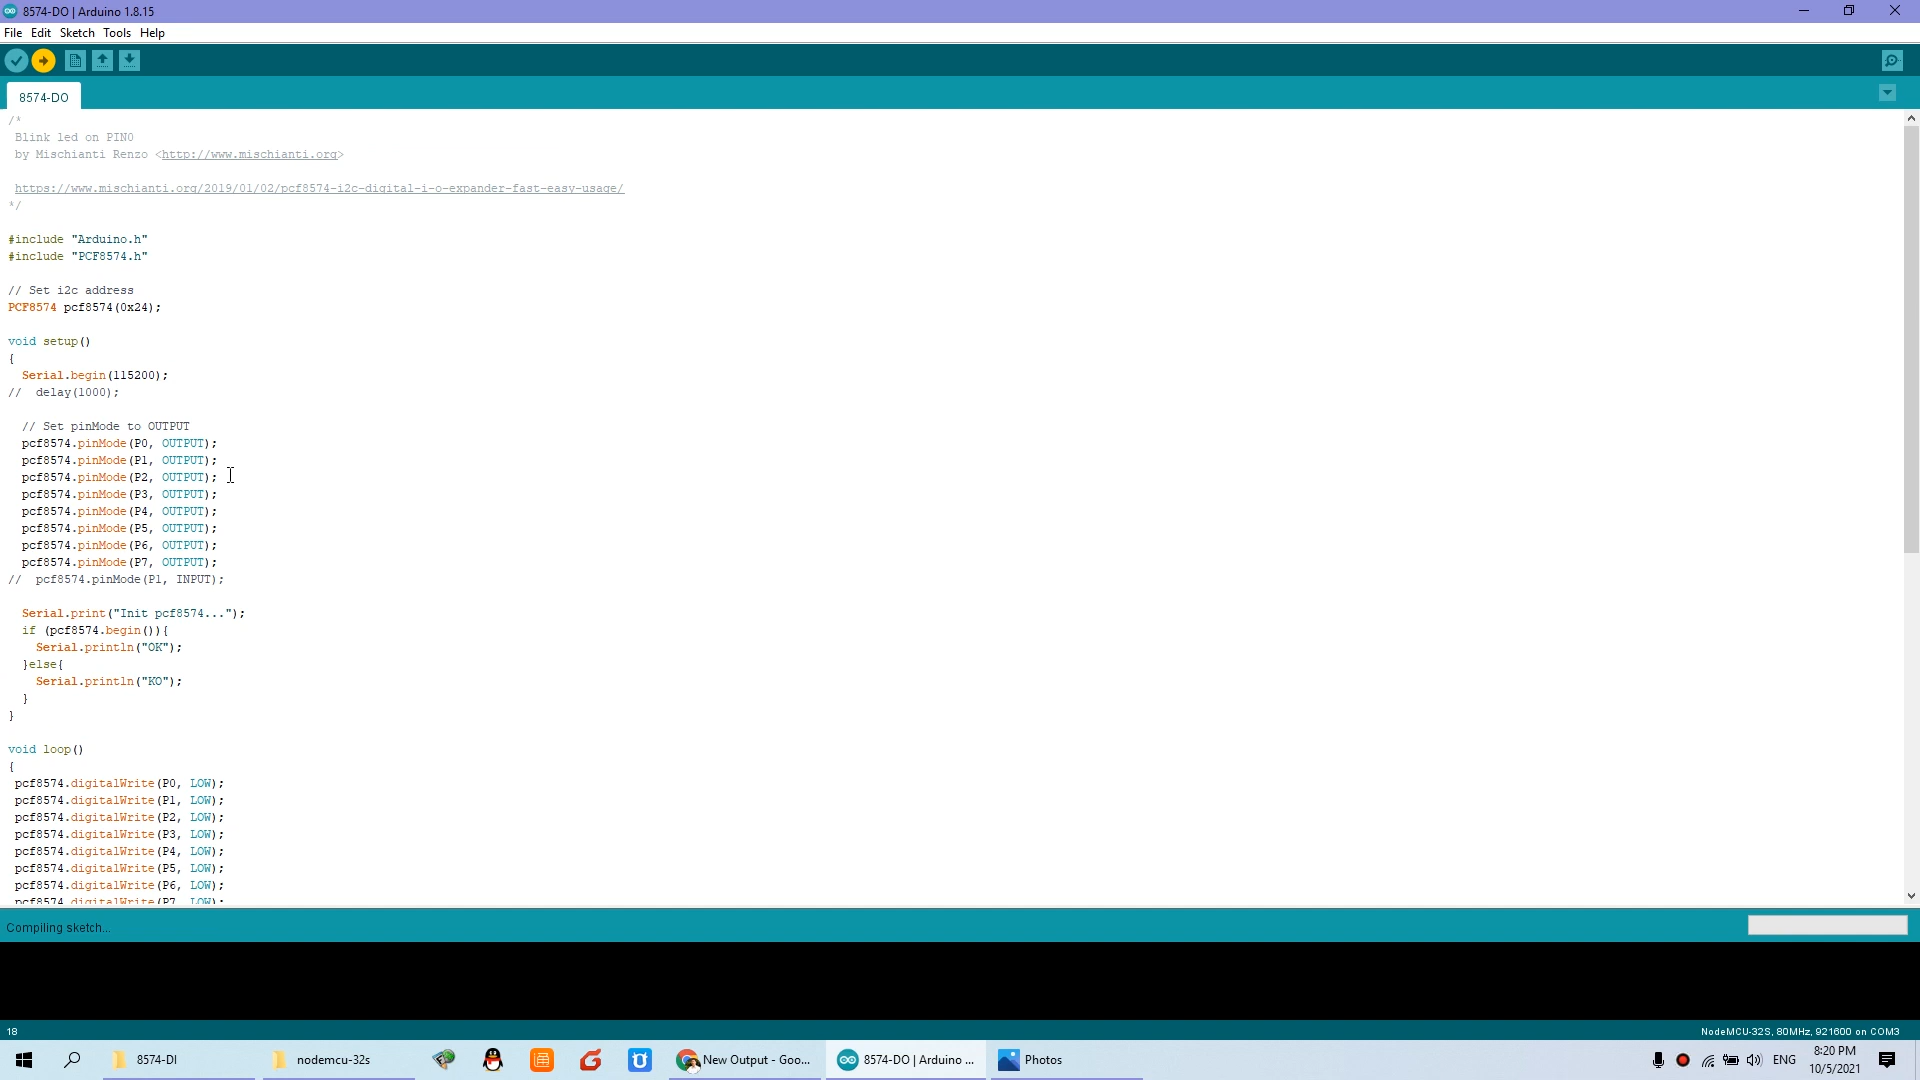 8574-DO | Arduino 1.8.15
File Edit Sketch Tools Help
8574-DO
/*
Blink led on PIN0
by Mischianti Renzo <http://www.mischianti.org>
https://www.mischianti.org/2019/01/02/pcf8574-i2c-digital-i-o-expander-fast-easy-usage/
*/
#include "Arduino.h"
#include "PCF8574.h"
// Set i2c address
PCF8574 pcf8574(0x24);
void setup()
{
Serial.begin(115200);
// delay(1000);
// Set pinMode to OUTPUT
pcf8574.pinMode(P0, OUTPUT);
pcf8574.pinMode(P1, OUTPUT);
pcf8574.pinMode(P2, OUTPUT);
pcf8574.pinMode(P3, OUTPUT);
pcf8574.pinMode(P4, OUTPUT);
pcf8574.pinMode(P5, OUTPUT);
pcf8574.pinMode(P6, OUTPUT);
pcf8574.pinMode(P7, OUTPUT);
// pcf8574.pinMode(P1, INPUT);
Serial.print("Init pcf8574...");
if (pcf8574.begin()){
Serial.println("OK");
}else{
Serial.println("KO");
}
}
void loop()
{
pcf8574.digitalWrite(P0, LOW);
pcf8574.digitalWrite(P1, LOW);
pcf8574.digitalWrite(P2, LOW);
pcf8574.digitalWrite(P3, LOW);
pcf8574.digitalWrite(P4, LOW);
pcf8574.digitalWrite(P5, LOW);
pcf8574.digitalWrite(P6, LOW);
pcf8574.digitalWrite(P7, LOW);
Compiling sketch...
18
NodeMCU-32S, 80MHz, 921600 on COM3
8574-DI
nodemcu-32s
New Output - Goo...
8574-DO | Arduino ...
Photos
ENG
8:20 PM
10/5/2021